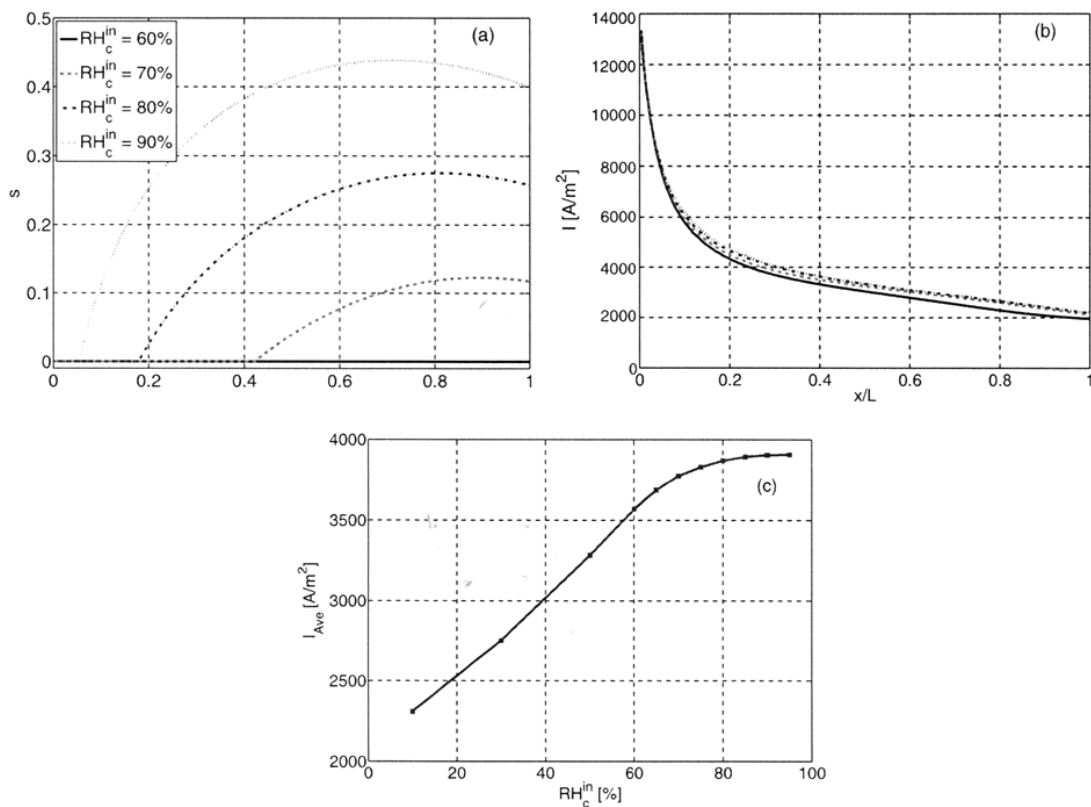 (a)
0.5
0.4
0.3
0.2
0.1
0
s
RH_c^in = 60%
RH_c^in = 70%
RH_c^in = 80%
RH_c^in = 90%
0 0.2 0.4 0.6 0.8 1
(b)
14000
12000
10000
8000
6000
4000
2000
0
I [A/m²]
0 0.2 0.4 0.6 0.8 1
x/L
(c)
4000
3500
3000
2500
2000
I_Ave [A/m²]
0 20 40 60 80 100
RH_c^in [%]